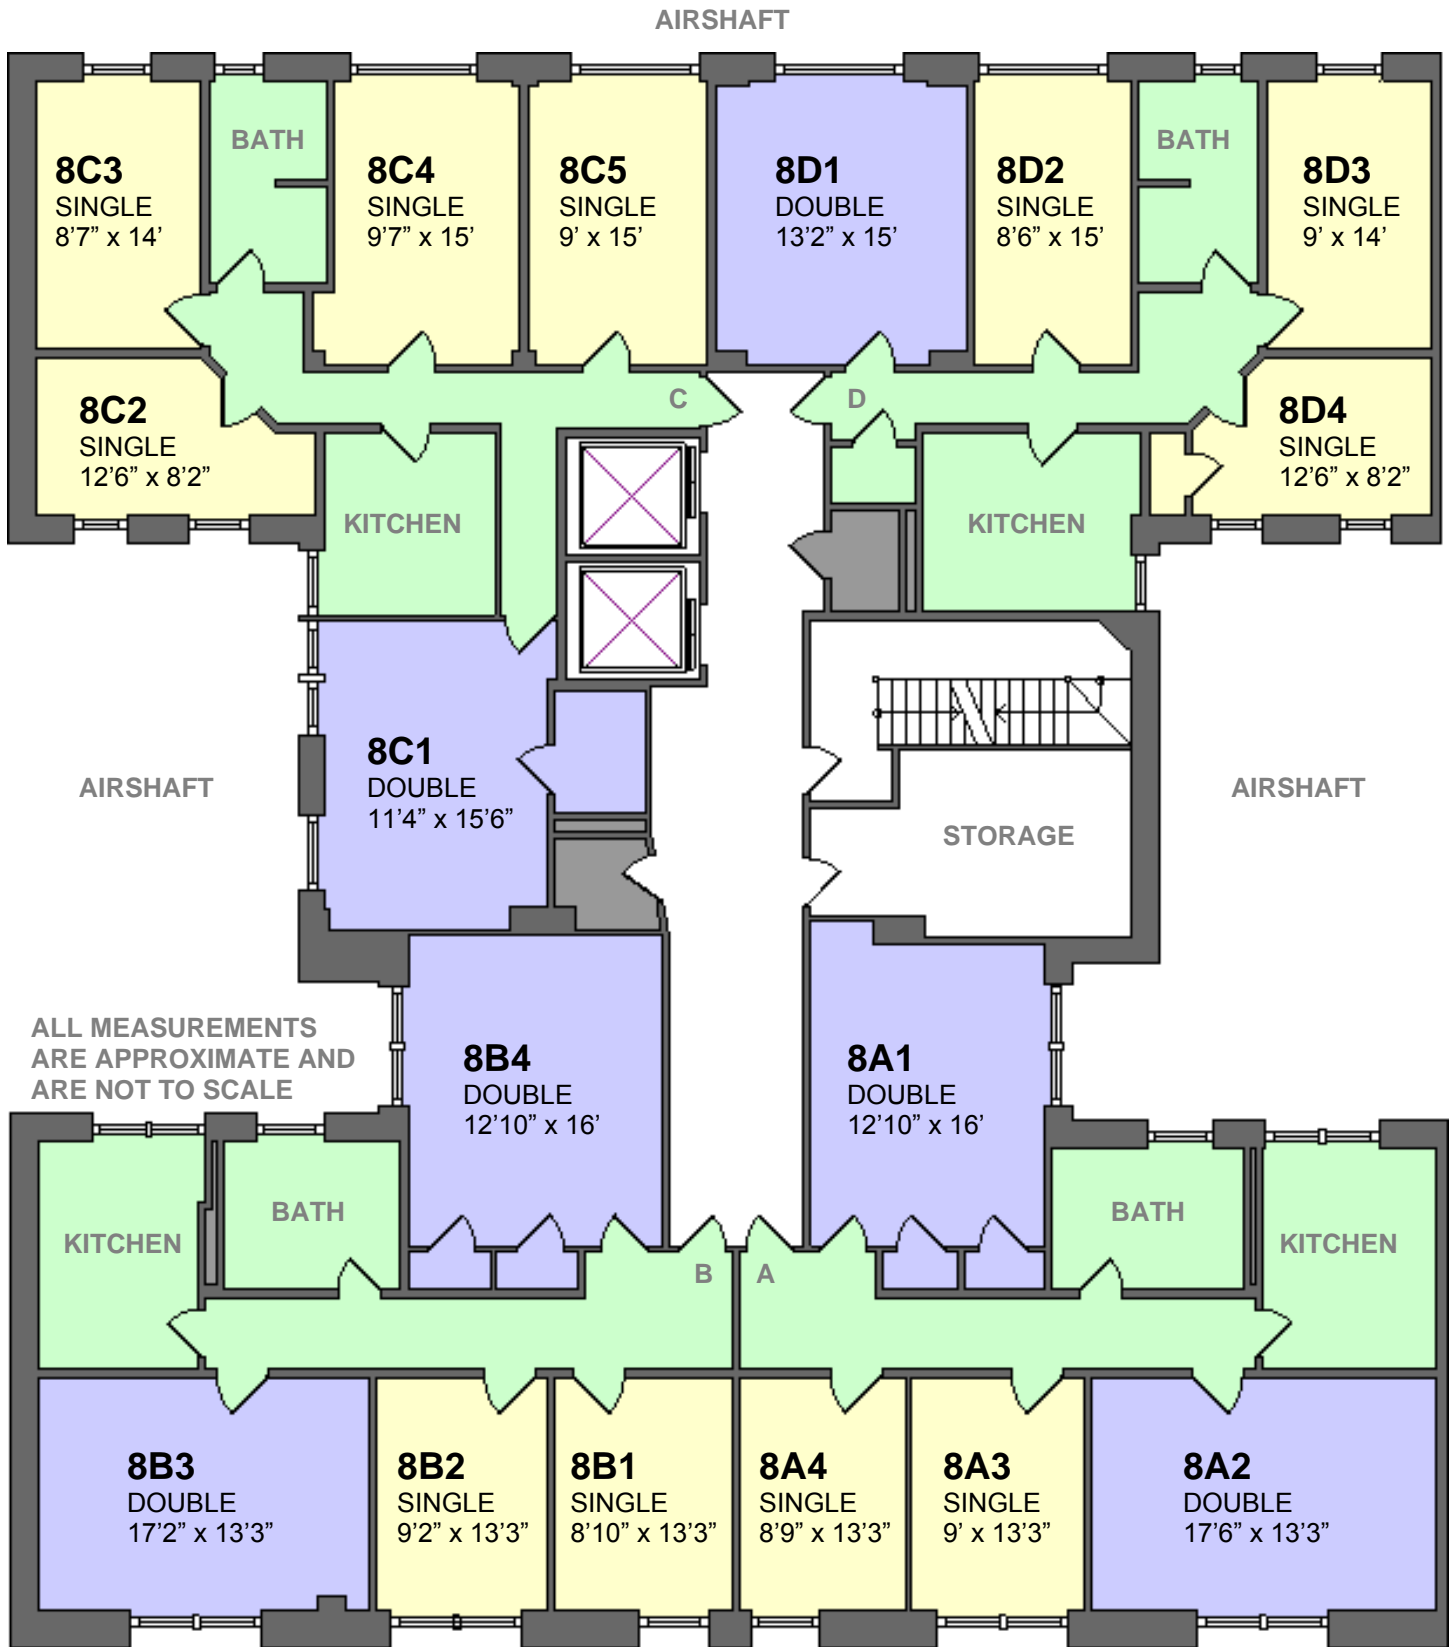 AIRSHAFT
8C3
SINGLE
8’7” x 14’
BATH
8C4
SINGLE
9’7” x 15’
8C5
SINGLE
9’ x 15’
8D1
DOUBLE
13’2” x 15’
8D2
SINGLE
8’6” x 15’
BATH
8D3
SINGLE
9’ x 14’
8C2
SINGLE
12’6” x 8’2”
C
D
8D4
SINGLE
12’6” x 8’2”
KITCHEN
KITCHEN
8C1
DOUBLE
11’4” x 15’6”
AIRSHAFT
AIRSHAFT
STORAGE
ALL MEASUREMENTS
ARE APPROXIMATE AND
ARE NOT TO SCALE
8B4
DOUBLE
12’10” x 16’
8A1
DOUBLE
12’10” x 16’
KITCHEN
BATH
B
A
BATH
KITCHEN
8B3
DOUBLE
17’2” x 13’3”
8B2
SINGLE
9’2” x 13’3”
8B1
SINGLE
8’10” x 13’3”
8A4
SINGLE
8’9” x 13’3”
8A3
SINGLE
9’ x 13’3”
8A2
DOUBLE
17’6” x 13’3”